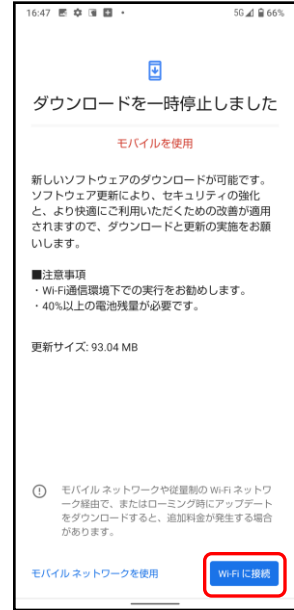 16:47 5G 66%
ダウンロードを一時停止しました
モバイルを使用
新しいソフトウェアのダウンロードが可能です。
ソフトウェア更新により、セキュリティの強化
と、より快適にご利用いただくための改善が適用
されますので、ダウンロードと更新の実施をお願
いします。
■注意事項
・Wi-Fi通信環境下での実行をお勧めします。
・40%以上の電池残量が必要です。
更新サイズ: 93.04 MB
モバイル ネットワークや従量制の Wi-Fi ネットワ
ーク経由で、またはローミング時にアップデート
をダウンロードすると、追加料金が発生する場合
があります。
モバイル ネットワークを使用 Wi-Fi に接続